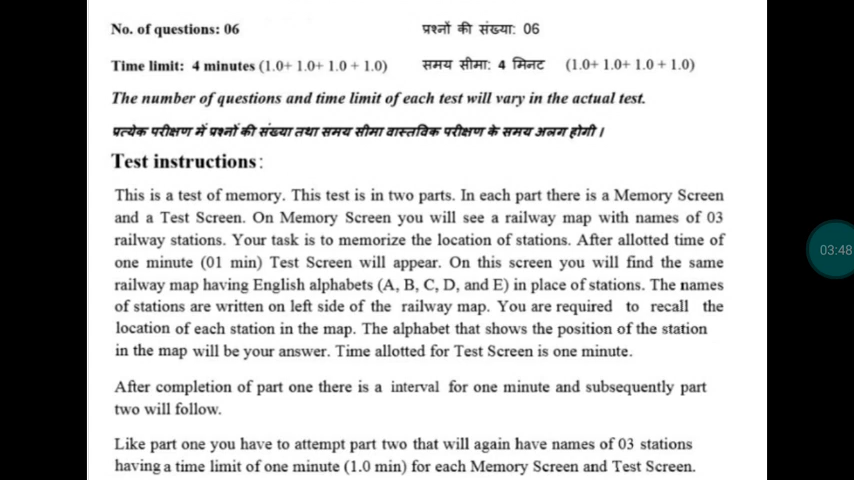 No. of questions: 06 प्रश्नों की संख्या: 06
Time limit: 4 minutes (1.0+ 1.0+ 1.0 + 1.0) समय सीमा: 4 मिनट (1.0+ 1.0+ 1.0 + 1.0)
The number of questions and time limit of each test will vary in the actual test.
प्रत्येक परीक्षण में प्रश्नों की संख्या तथा समय सीमा वास्तविक परीक्षण के समय अलग होगी।
Test instructions:
This is a test of memory. This test is in two parts. In each part there is a Memory Screen
and a Test Screen. On Memory Screen you will see a railway map with names of 03
railway stations. Your task is to memorize the location of stations. After allotted time of
one minute (01 min) Test Screen will appear. On this screen you will find the same
03:48
railway map having English alphabets (A, B, C, D, and E) in place of stations. The names
of stations are written on left side of the railway map. You are required to recall the
location of each station in the map. The alphabet that shows the position of the station
in the map will be your answer. Time allotted for Test Screen is one minute.
After completion of part one there is a interval for one minute and subsequently part
two will follow.
Like part one you have to attempt part two that will again have names of 03 stations
having a time limit of one minute (1.0 min) for each Memory Screen and Test Screen.